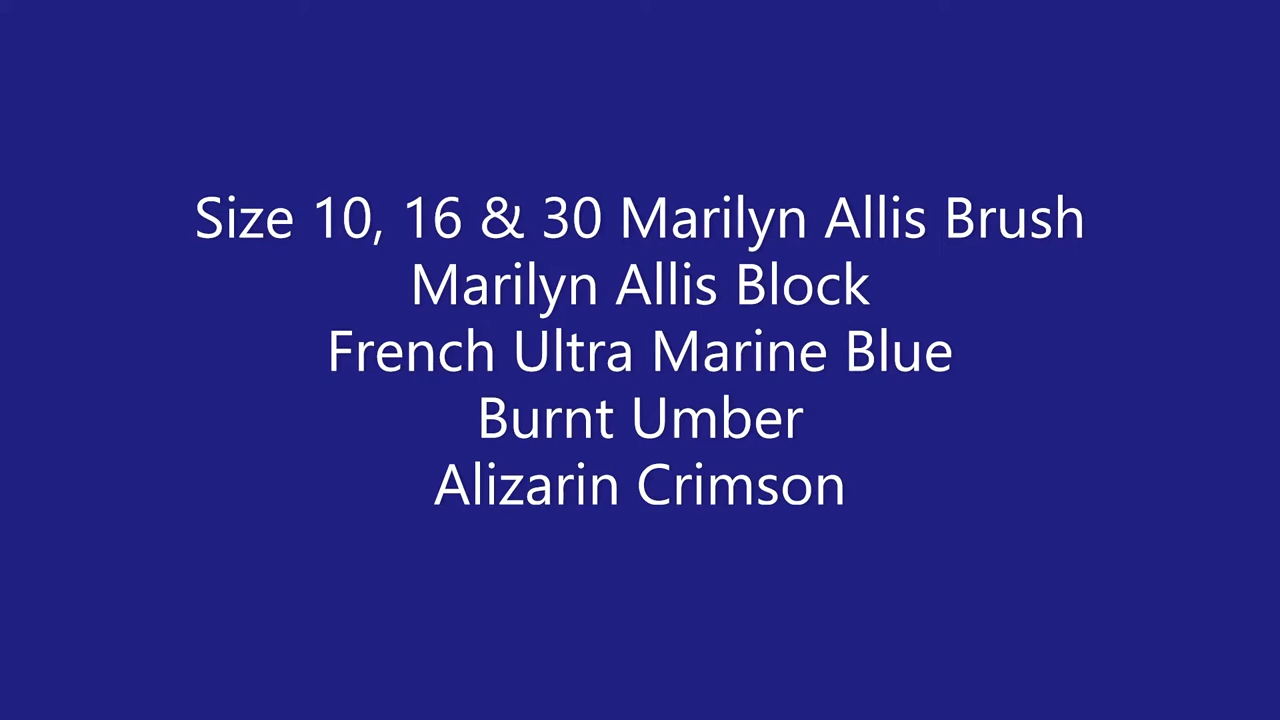 Size 10, 16 & 30 Marilyn Allis Brush
Marilyn Allis Block
French Ultra Marine Blue
Burnt Umber
Alizarin Crimson